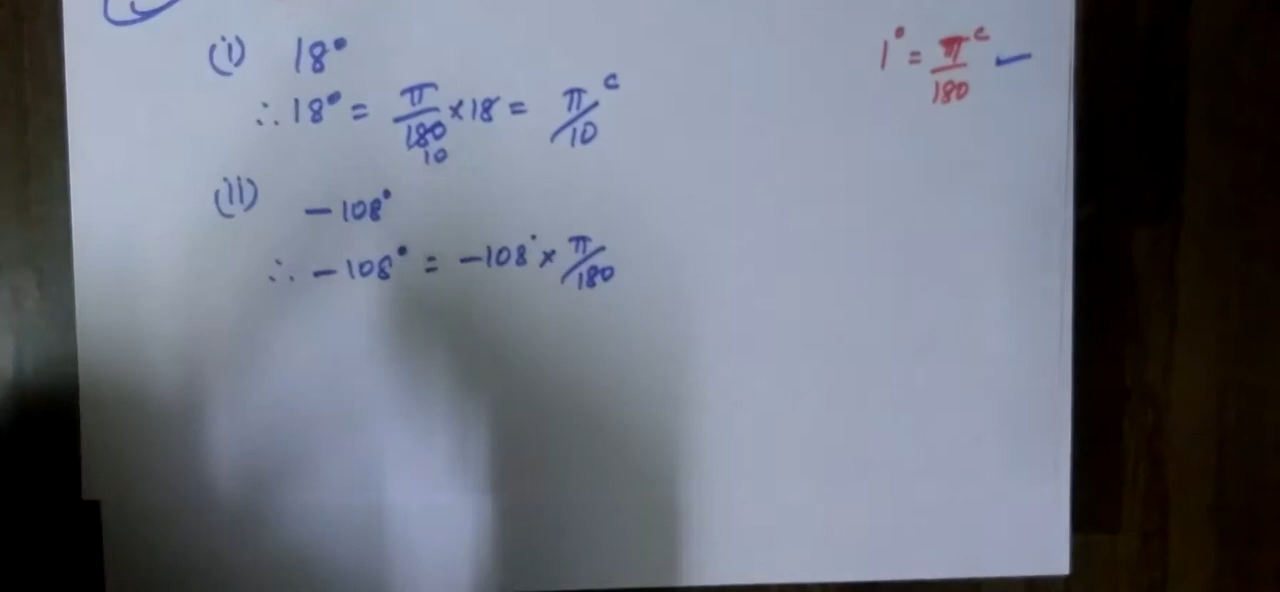 (i) 18°
1° = π/180 ᶜ
∴ 18° = π/180 × 18 = π/10 ᶜ
10
(ii) -108°
∴ -108° = -108° × π/180